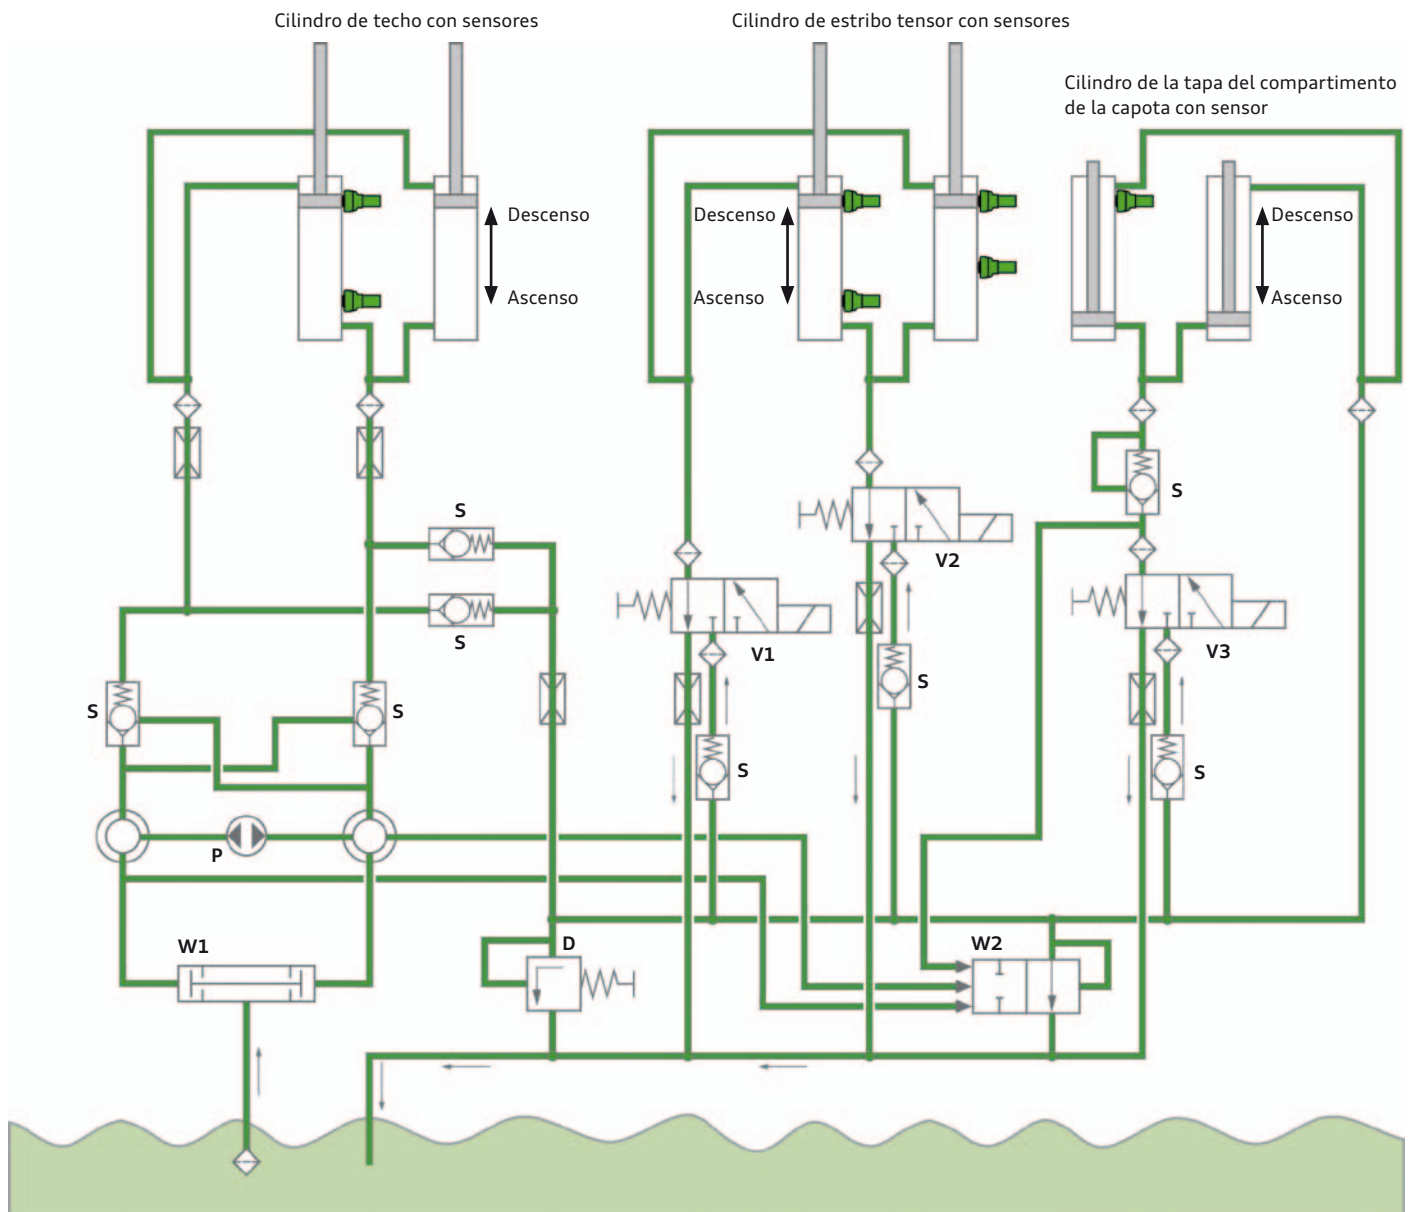 Cilindro de techo con sensores
Cilindro de estribo tensor con sensores
Cilindro de la tapa del compartimento
de la capota con sensor
Descenso
Ascenso
Descenso
Ascenso
Descenso
Ascenso
S
S
S
V2
V1
V3
S
S
S
S
S
P
W1
D
W2